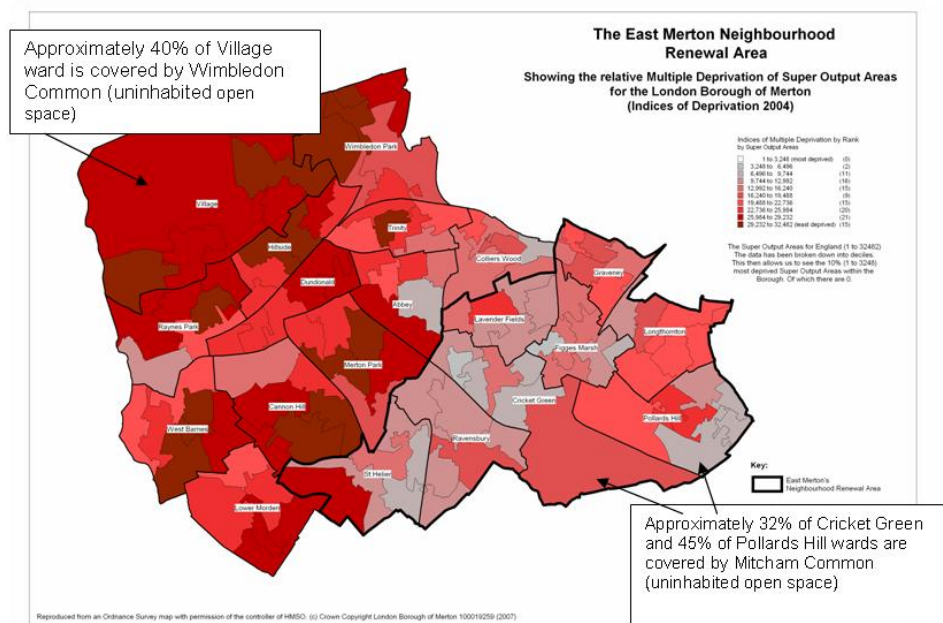 Approximately 40% of Village
ward is covered by Wimbledon
Common (uninhabited open
space)
The East Merton Neighbourhood
Renewal Area
Showing the relative Multiple Deprivation of Super Output Areas
for the London Borough of Merton
(Indices of Deprivation 2004)
Indices of Multiple Deprivation by Rank
by Super Output Areas
1 to 3,248 (most deprived) (0)
3,248 to 6,496 (2)
6,496 to 9,744 (11)
9,744 to 12,992 (16)
12,992 to 16,240 (15)
16,240 to 19,488 (9)
19,488 to 22,736 (15)
22,736 to 25,984 (20)
25,984 to 29,232 (21)
29,232 to 32,482 (least deprived) (15)
The Super Output Areas for England (1 to 32482)
The data has been broken down into deciles.
This then allows us to see the 10% (1 to 3248)
most deprived Super Output Areas within the
Borough. Of which there are 0.
Wimbledon Park
Village
Trinity
Hillside
Colliers Wood
Graveney
Dundonald
Abbey
Raynes Park
Lavender Fields
Longthornton
Figges Marsh
Merton Park
Cannon Hill
Cricket Green
Pollards Hill
West Barnes
Ravensbury
St Helier
Lower Morden
Key:
East Merton's
Neighbourhood Renewal Area
Approximately 32% of Cricket Green
and 45% of Pollards Hill wards are
covered by Mitcham Common
(uninhabited open space)
Reproduced from an Ordnance Survey map with permission of the controller of HMSO. (c) Crown Copyright London Borough of Merton 100019259 (2007)